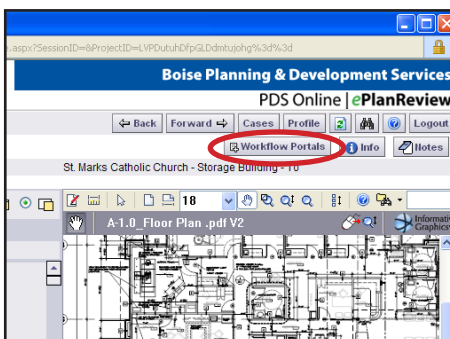 e.aspx?SessionID=&ProjectID=LVPDutuhDfpGLDdmtujohg%3d%3d
Boise Planning & Development Services
PDS Online | ePlanReview
Back Forward Cases Profile Logout
Workflow Portals Info Notes
St. Marks Catholic Church - Storage Building - To
18
A-1.0_Floor Plan .pdf V2
Informati
Graphics